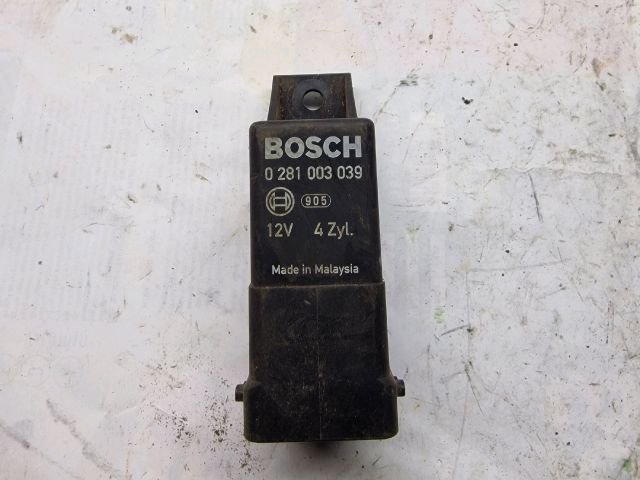 BOSCH
0 281 003 039
905
12V 4 Zyl.
Made in Malaysia